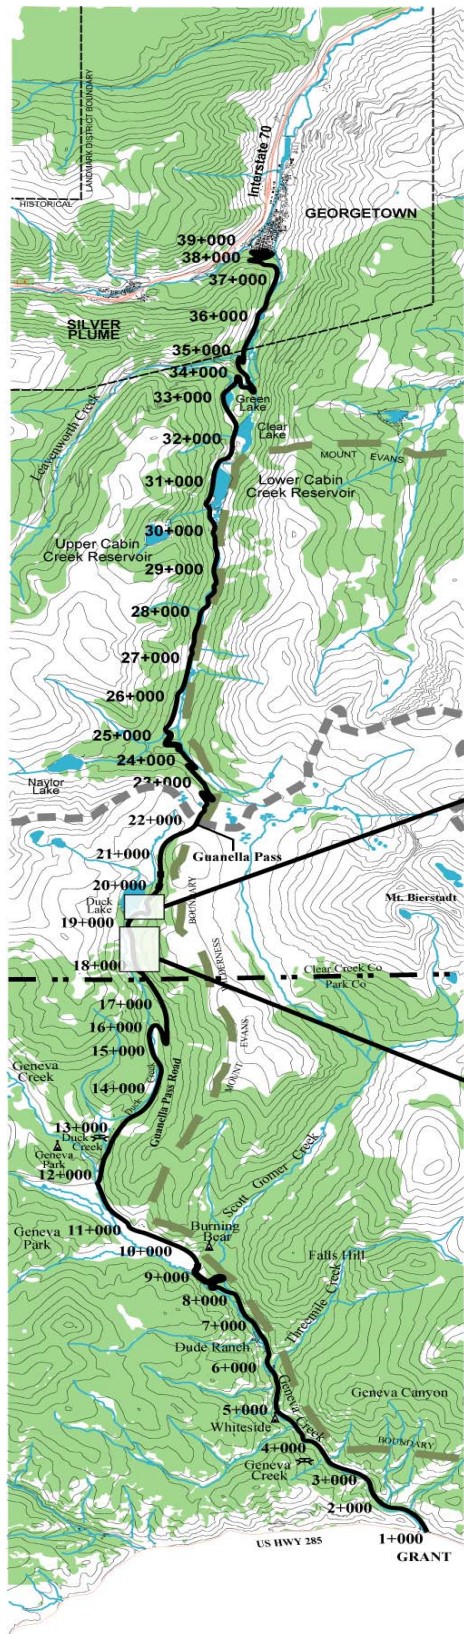 LANDMARK DISTRICT BOUNDARY
HISTORICAL
Interstate 70
GEORGETOWN
39+000
38+000
37+000
36+000
SILVER
PLUME
35+000
34+000
33+000
Green
Lake
Leavenworth Creek
Clear
Lake
32+000
MOUNT EVANS
31+000
Lower Cabin
Creek Reservoir
30+000
Upper Cabin
Creek Reservoir
29+000
28+000
27+000
26+000
25+000
24+000
23+000
Naylor
Lake
22+000
Guanella Pass
21+000
20+000
Duck
Lake
Mt. Bierstadt
BOUNDARY
19+000
WILDERNESS
18+000
Clear Creek Co
Park Co
17+000
16+000
EVANS
15+000
MOUNT
Geneva
Creek
14+000
Duck Creek
Guanella Pass Road
13+000
Duck
Creek
Geneva
Park
12+000
Scott Gomer Creek
11+000
Geneva
Park
Burning
Bear
10+000
Falls Hill
9+000
8+000
Threemile Creek
7+000
Dude Ranch
6+000
Geneva Creek
Geneva Canyon
5+000
Whiteside
4+000
BOUNDARY
Geneva
Creek
3+000
2+000
1+000
US HWY 285
GRANT